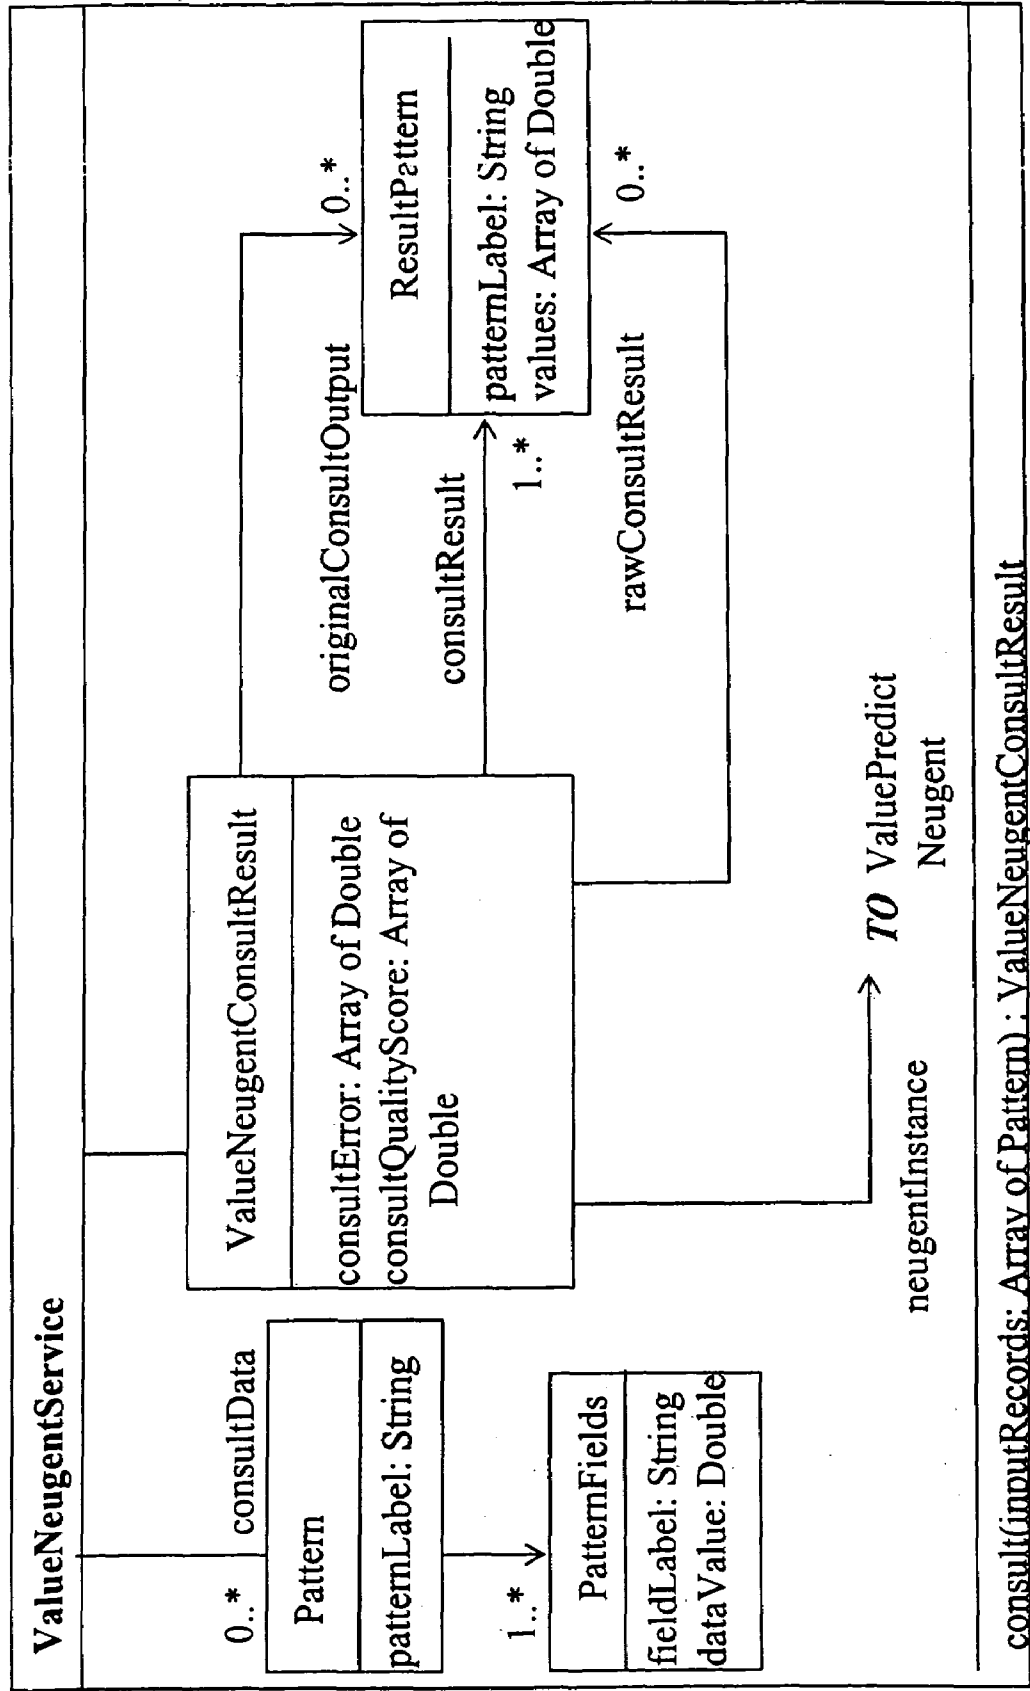 ValueNeugentService
0..*
consultData
Pattern
patternLabel: String
1..*
PatternFields
fieldLabel: String
dataValue: Double
ValueNeugentConsultResult
consultError: Array of Double
consultQualityScore: Array of
Double
neugentInstance
TO ValuePredict
Neugent
originalConsultOutput
0..*
consultResult
1..*
rawConsultResult
0..*
ResultPattern
patternLabel: String
values: Array of Double
consult(inputRecords: Array of Pattern) : ValueNeugentConsultResult